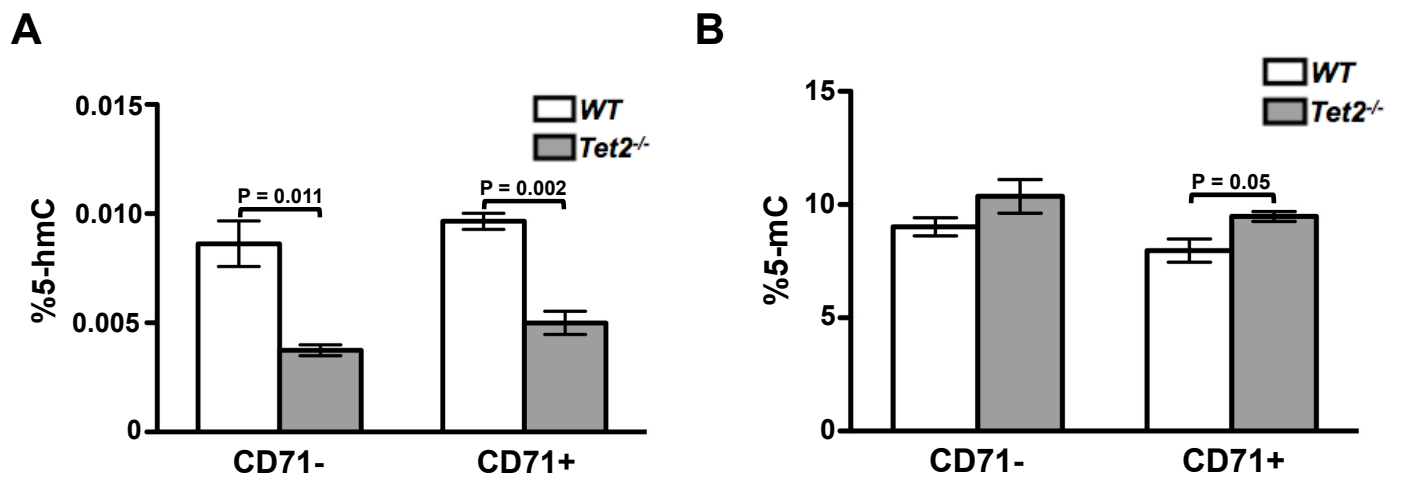 A
%5-hmC
0.015
0.010
0.005
0
WT
Tet2-/-
P = 0.011
P = 0.002
CD71-
CD71+
B
%5-mC
15
10
5
0
WT
Tet2-/-
P = 0.05
CD71-
CD71+